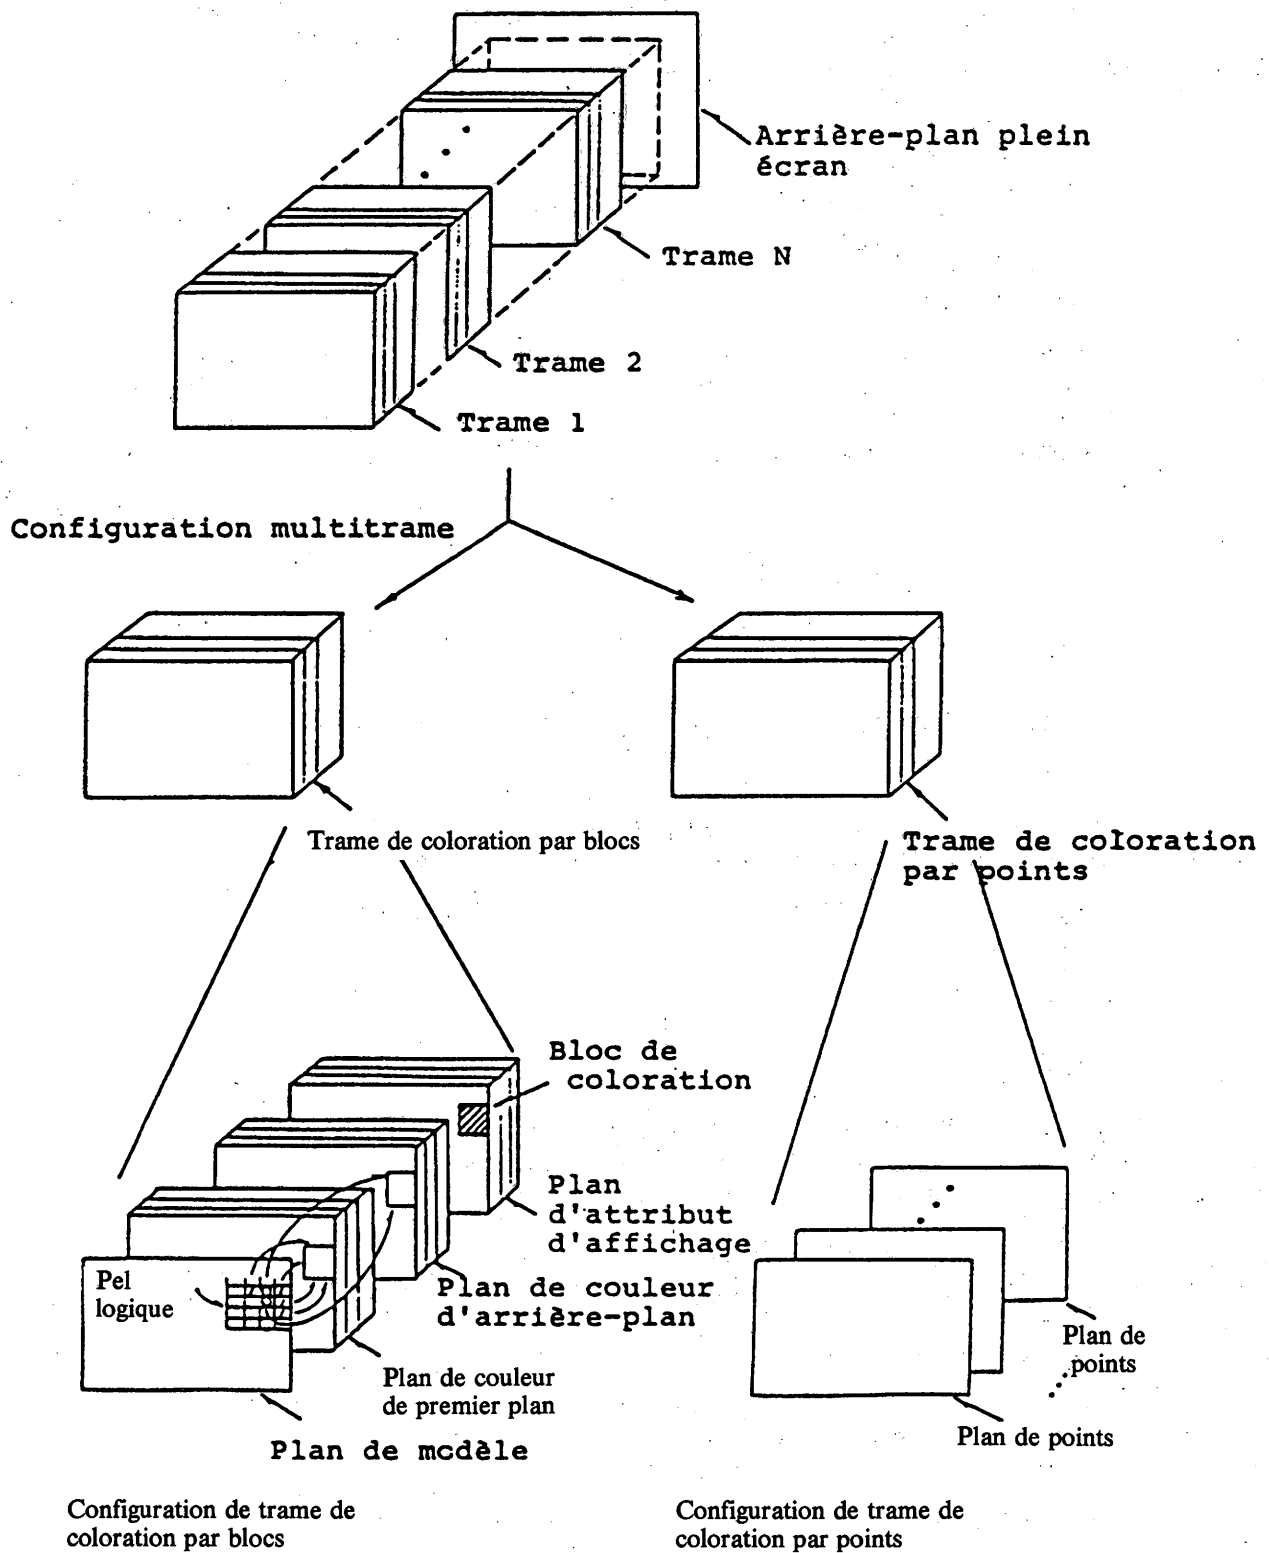 Arrière-plan plein
écran
Trame N
Trame 2
Trame 1
Configuration multitrame
Trame de coloration par blocs
Trame de coloration
par points
Bloc de
coloration
Plan
d'attribut
d'affichage
Pel
logique
Plan de couleur
d'arrière-plan
Plan de couleur
de premier plan
Plan de modèle
Plan de
points
Plan de points
Configuration de trame de
coloration par blocs
Configuration de trame de
coloration par points